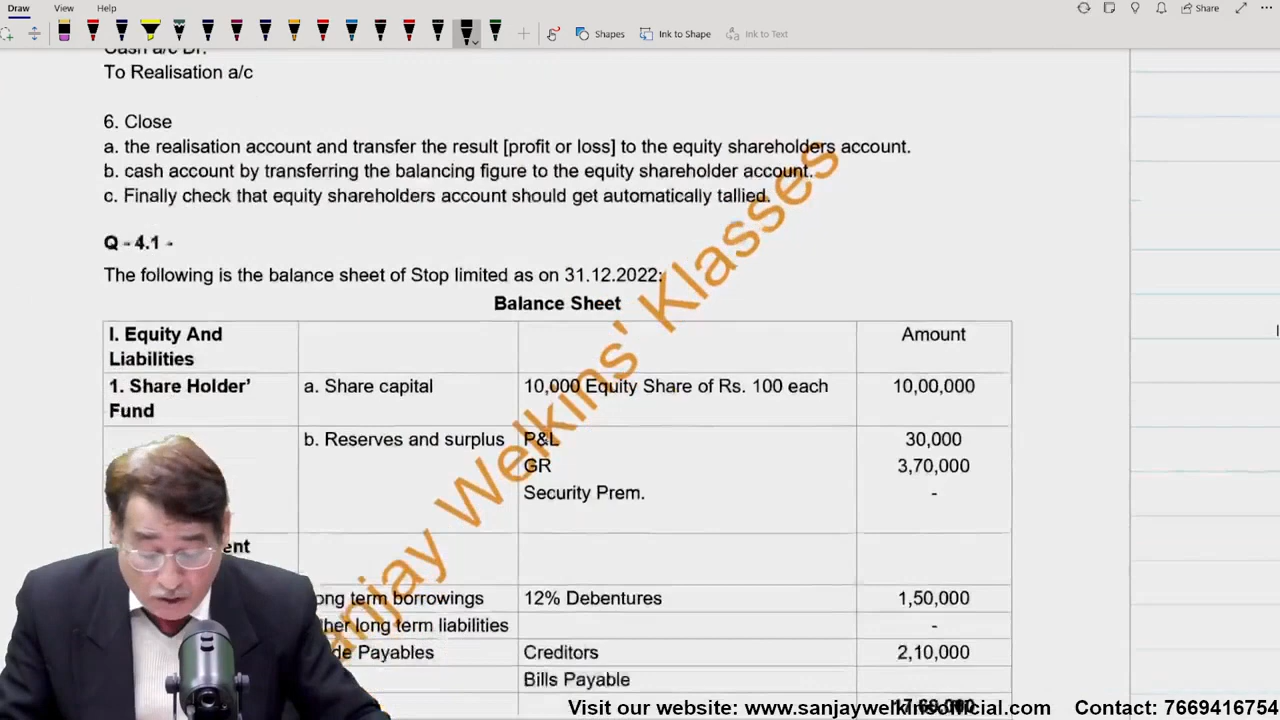 Draw View Help
Share
Shapes Ink to Shape Ink to Text
Cash a/c Dr.
To Realisation a/c
6. Close
a. the realisation account and transfer the result [profit or loss] to the equity shareholders account.
b. cash account by transferring the balancing figure to the equity shareholder account.
c. Finally check that equity shareholders account should get automatically tallied.
Q - 4.1 -
The following is the balance sheet of Stop limited as on 31.12.2022:
Balance Sheet
I. Equity And Amount
Liabilities
1. Share Holder' a. Share capital 10,000 Equity Share of Rs. 100 each 10,00,000
Fund
b. Reserves and surplus P&L 30,000
GR 3,70,000
Security Prem. -
ent
ong term borrowings 12% Debentures 1,50,000
her long term liabilities -
de Payables Creditors 2,10,000
Bills Payable
17,60,000
anjay Welkins' Klasses
Visit our website: www.sanjaywelkinsofficial.com Contact: 7669416754